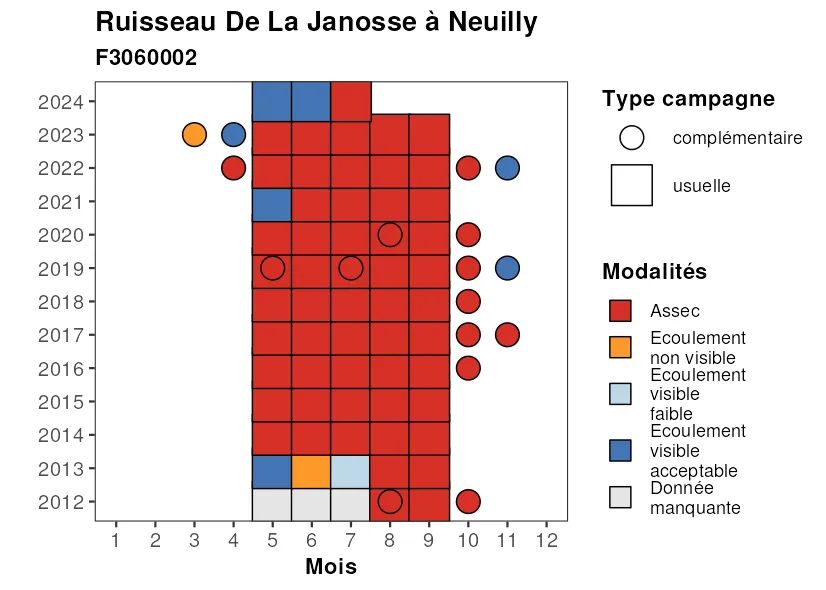 Ruisseau De La Janosse à Neuilly
F3060002
2024
2023
2022
2021
2020
2019
2018
2017
2016
2015
2014
2013
2012
1 2 3 4 5 6 7 8 9 10 11 12
Mois
Type campagne
complémentaire
usuelle
Modalités
Assec
Ecoulement
non visible
Ecoulement
visible
faible
Ecoulement
visible
acceptable
Donnée
manquante